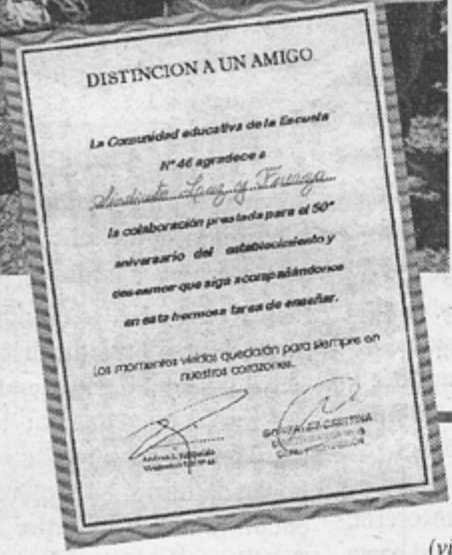 DISTINCION A UN AMIGO
La Comunidad educativa de la Escuela
Nº 46 agradece a
Sindicato Luz y Fuerza
la colaboración prestada para el 50º
aniversario del establecimiento y
deseamos que siga acompañándonos
en esta hermosa tarea de enseñar.
Los momentos vividos quedarán para siempre en
nuestros corazones.
GONZALEZ CRISTINA
(vi